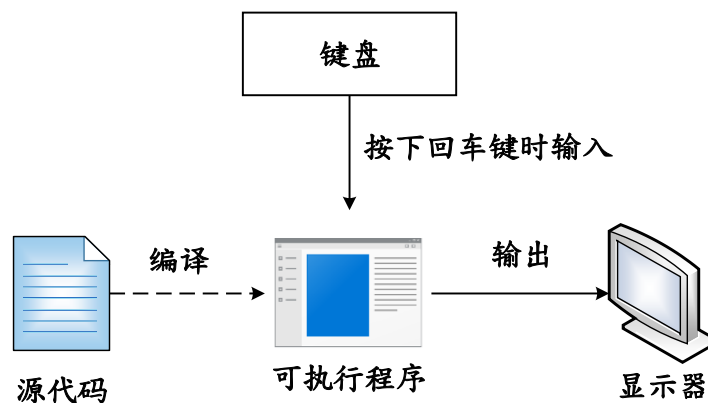 键盘
按下回车键时输入
编译
输出
源代码
可执行程序
显示器